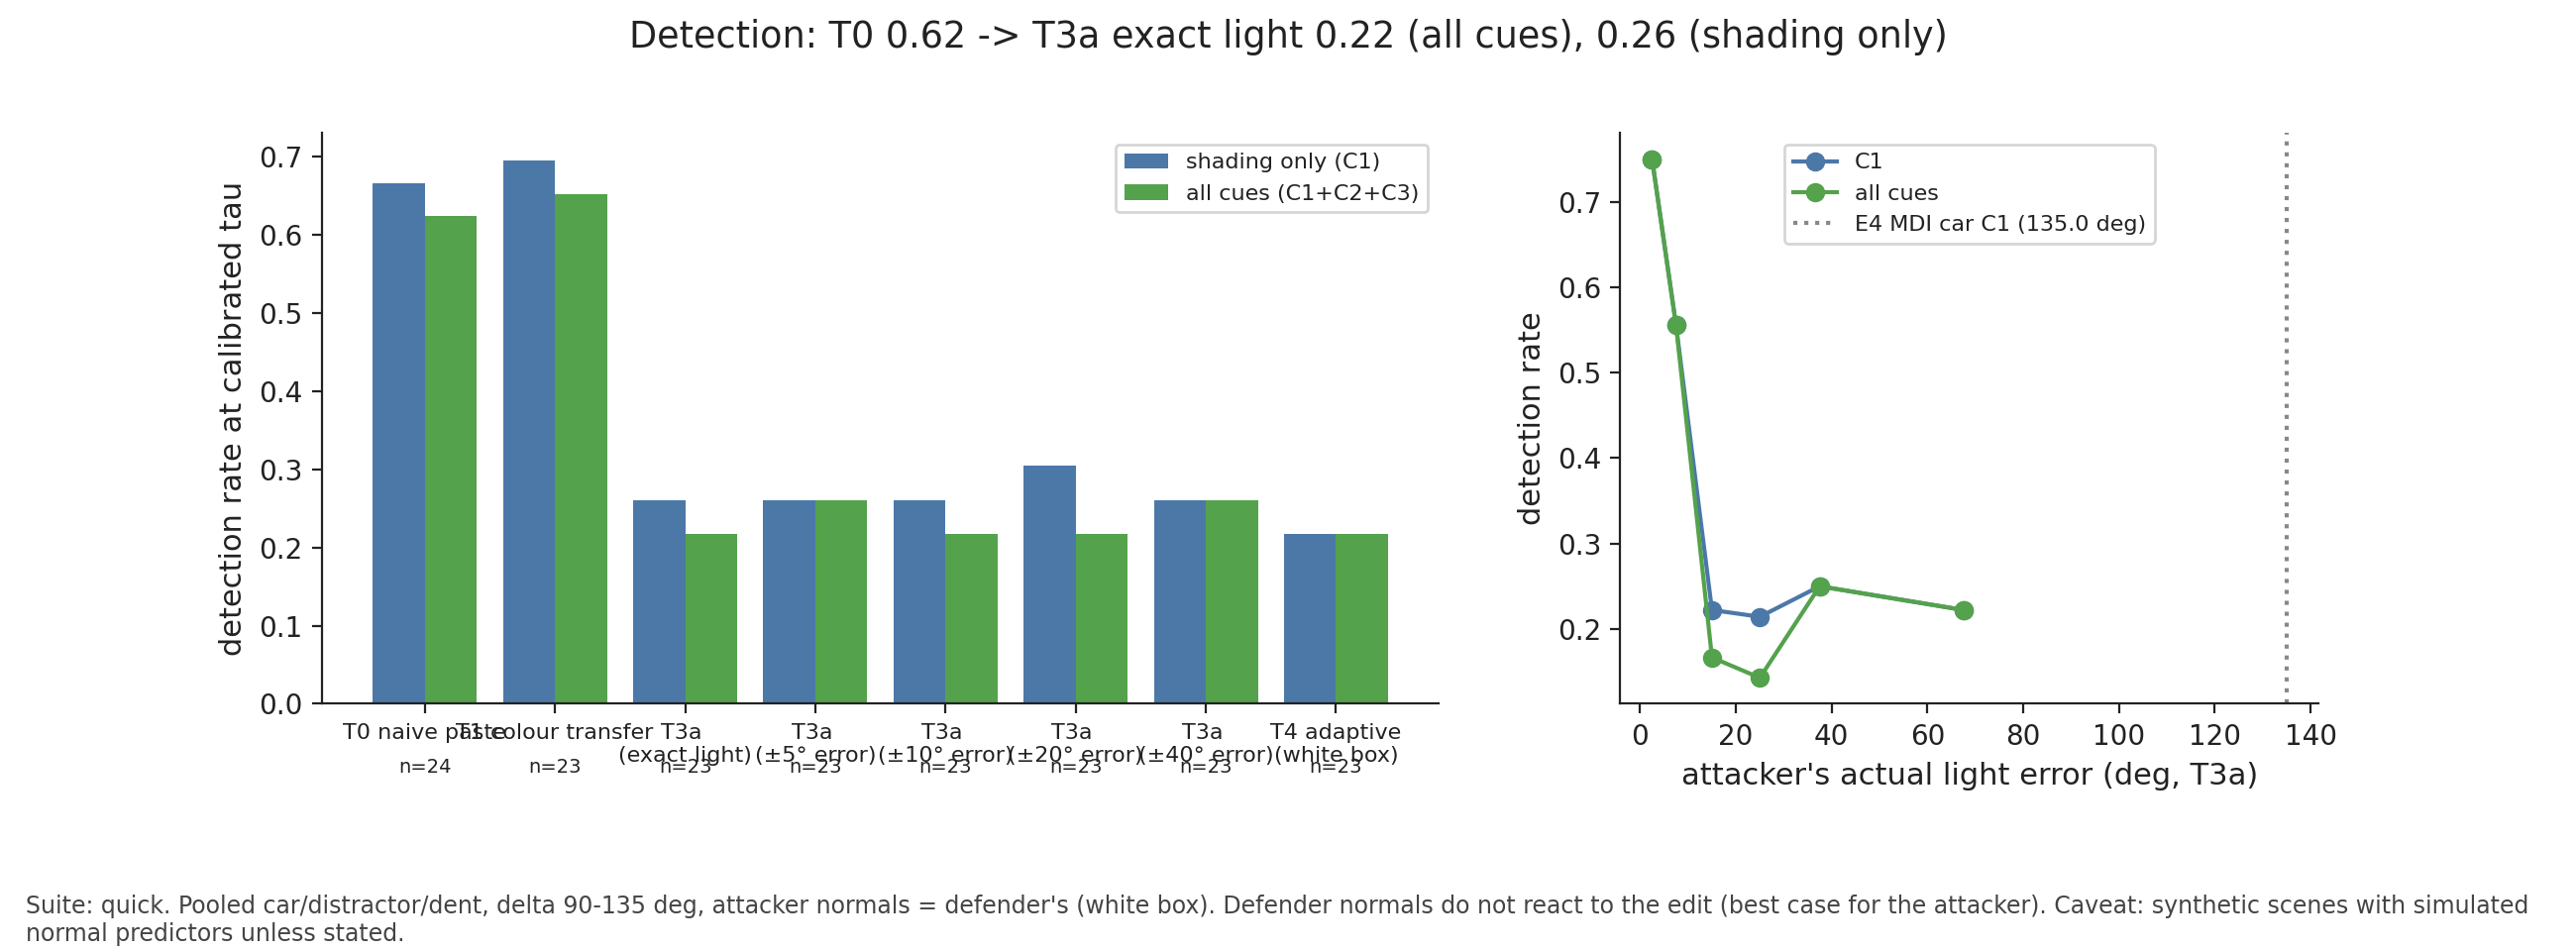 Detection: T0 0.62 -> T3a exact light 0.22 (all cues), 0.26 (shading only)
detection rate at calibrated tau
0.7
0.6
0.5
0.4
0.3
0.2
0.1
0.0
shading only (C1)
all cues (C1+C2+C3)
T0 naive paste
n=24
T1 colour transfer
n=23
T3a
(exact light)
n=23
T3a
(±5° error)
n=23
T3a
(±10° error)
n=23
T3a
(±20° error)
n=23
T3a
(±40° error)
n=23
T4 adaptive
(white box)
n=23
detection rate
0.7
0.6
0.5
0.4
0.3
0.2
C1
all cues
E4 MDI car C1 (135.0 deg)
0 20 40 60 80 100 120 140
attacker's actual light error (deg, T3a)
Suite: quick. Pooled car/distractor/dent, delta 90-135 deg, attacker normals = defender's (white box). Defender normals do not react to the edit (best case for the attacker). Caveat: synthetic scenes with simulated
normal predictors unless stated.